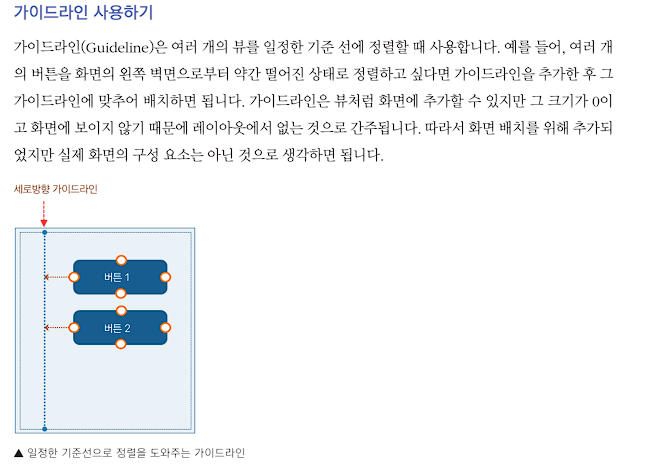 가이드라인 사용하기
가이드라인(Guideline)은 여러 개의 뷰를 일정한 기준 선에 정렬할 때 사용합니다. 예를 들어, 여러 개
의 버튼을 화면의 왼쪽 벽면으로부터 약간 떨어진 상태로 정렬하고 싶다면 가이드라인을 추가한 후 그
가이드라인에 맞추어 배치하면 됩니다. 가이드라인은 뷰처럼 화면에 추가할 수 있지만 그 크기가 0이
고 화면에 보이지 않기 때문에 레이아웃에서 없는 것으로 간주됩니다. 따라서 화면 배치를 위해 추가되
었지만 실제 화면의 구성 요소는 아닌 것으로 생각하면 됩니다.
세로방향 가이드라인
버튼 1
버튼 2
▲ 일정한 기준선으로 정렬을 도와주는 가이드라인